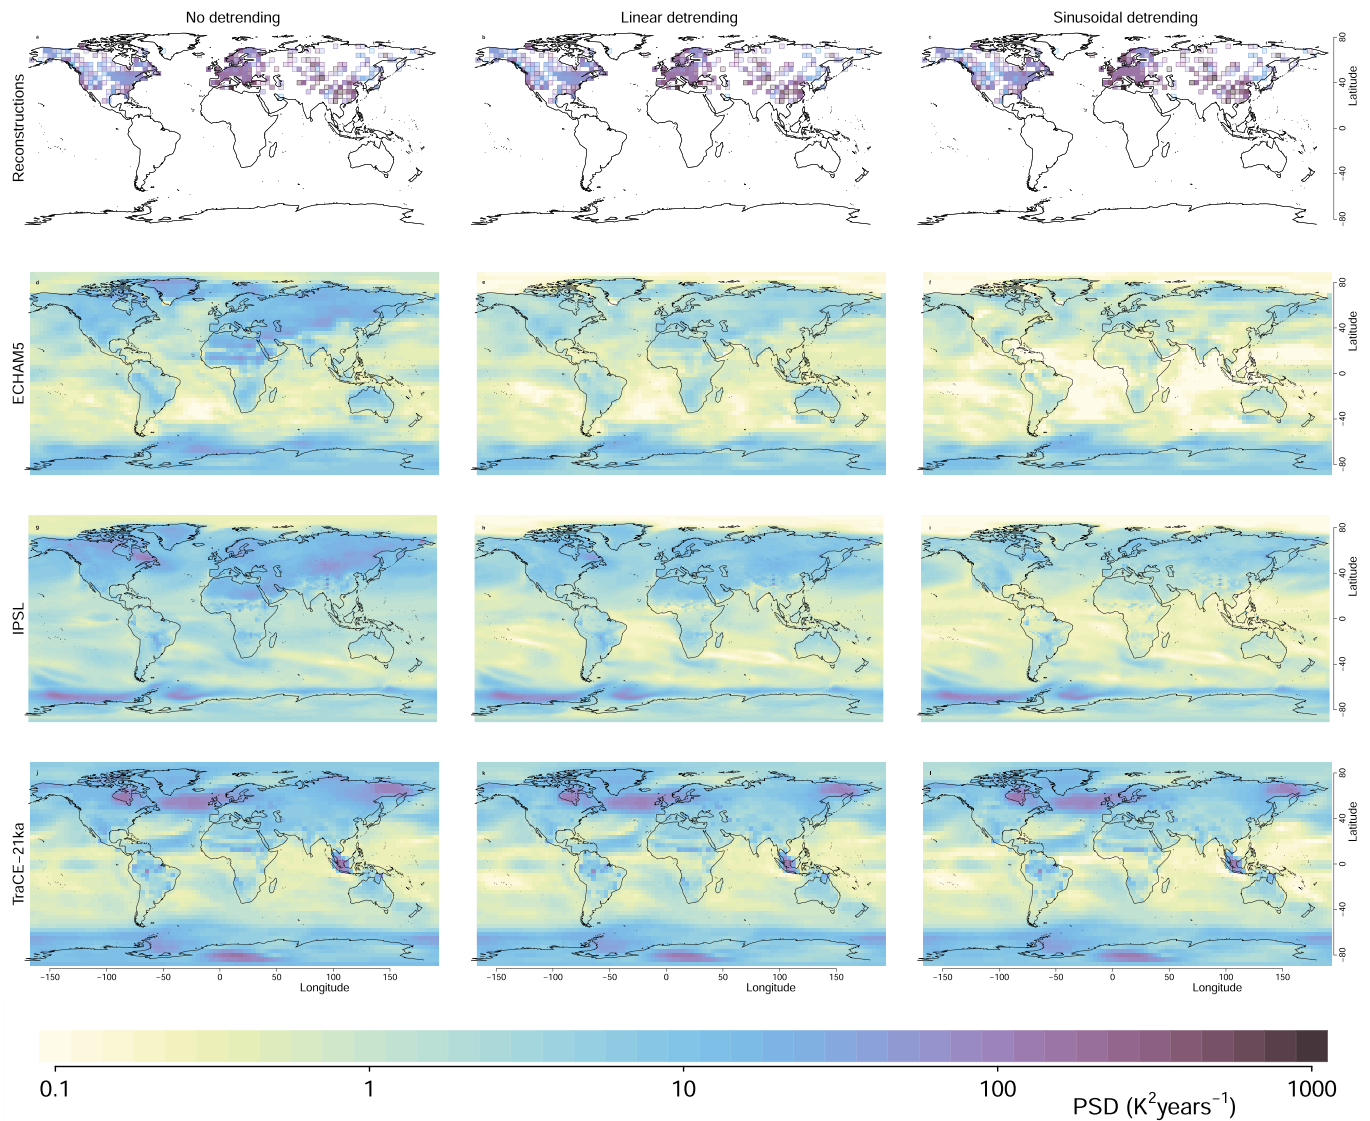 No detrending Linear detrending Sinusoidal detrending
Reconstructions
a b c
80
40
0
−40
−80
Latitude
ECHAM5
d e f
80
40
0
−40
−80
Latitude
IPSL
g h i
80
40
0
−40
−80
Latitude
TraCE−21ka
j k l
80
40
0
−40
−80
Latitude
−150 −100 −50 0 50 100 150 −150 −100 −50 0 50 100 150 −150 −100 −50 0 50 100 150
Longitude Longitude Longitude
0.1 1 10 100 1000
PSD (K²years⁻¹)